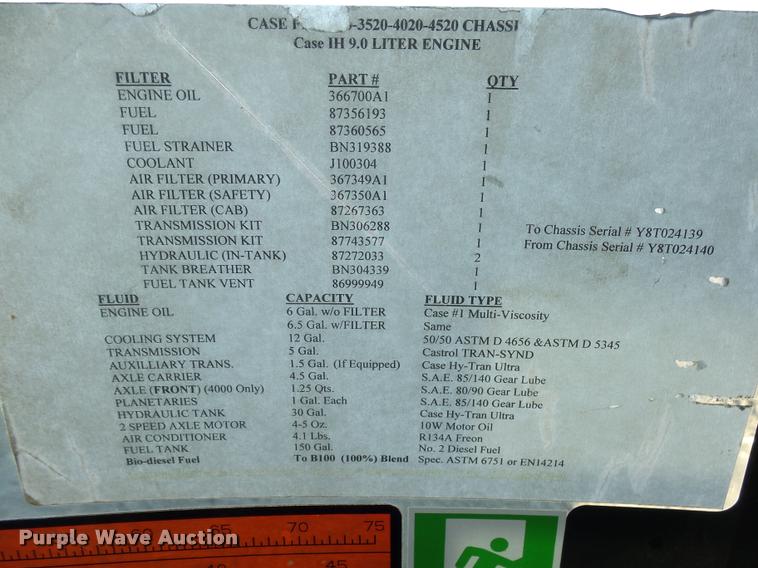 CASE 3520-4020-4520 CHASSI
Case IH 9.0 LITER ENGINE
FILTER PART # QTY
ENGINE OIL 366700A1 1
FUEL 87356193 1
FUEL 87360565 1
FUEL STRAINER BN319388 1
COOLANT J100304 1
AIR FILTER (PRIMARY) 367349A1 1
AIR FILTER (SAFETY) 367350A1 1
AIR FILTER (CAB) 87267363 1
TRANSMISSION KIT BN306288 1 To Chassis Serial # Y8T024139
TRANSMISSION KIT 87743577 1 From Chassis Serial # Y8T024140
HYDRAULIC (IN-TANK) 87272033 2
TANK BREATHER BN304339 1
FUEL TANK VENT 86999949 1
FLUID CAPACITY FLUID TYPE
ENGINE OIL 6 Gal. w/o FILTER Case #1 Multi-Viscosity
6.5 Gal. w/FILTER Same
COOLING SYSTEM 12 Gal. 50/50 ASTM D 4656 &ASTM D 5345
TRANSMISSION 5 Gal. Castrol TRAN-SYND
AUXILLIARY TRANS. 1.5 Gal. (If Equipped) Case Hy-Tran Ultra
AXLE CARRIER 4.5 Gal. S.A.E. 85/140 Gear Lube
AXLE (FRONT) (4000 Only) 1.25 Qts. S.A.E. 80/90 Gear Lube
PLANETARIES 1 Gal. Each S.A.E. 85/140 Gear Lube
HYDRAULIC TANK 30 Gal. Case Hy-Tran Ultra
2 SPEED AXLE MOTOR 4-5 Oz. 10W Motor Oil
AIR CONDITIONER 4.1 Lbs. R134A Freon
FUEL TANK 150 Gal. No. 2 Diesel Fuel
Bio-diesel Fuel To B100 (100%) Blend Spec. ASTM 6751 or EN14214
60 65 70 75
40 45
Purple Wave Auction